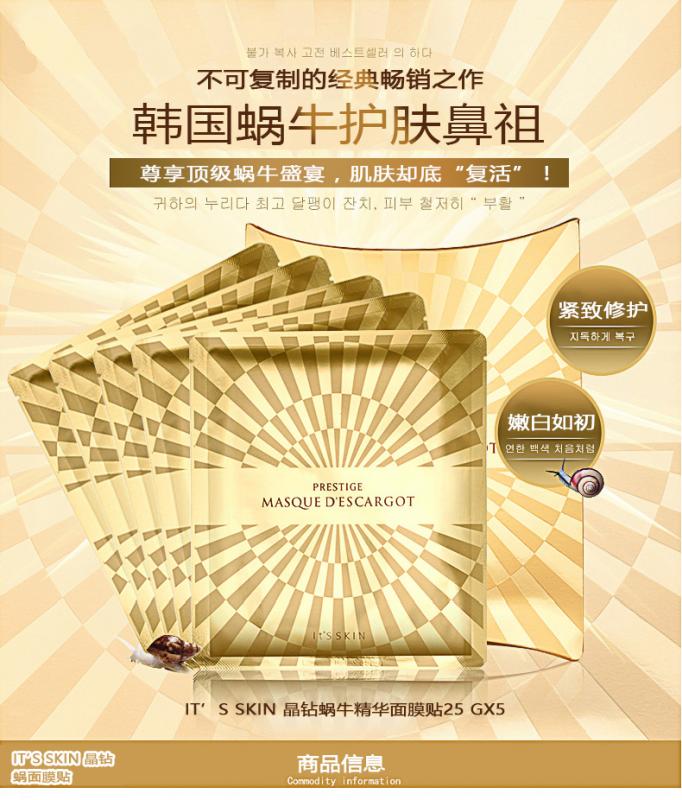 불가 복사 고전 베스트셀러 의 하다
不可复制的经典畅销之作
韩国蜗牛护肤鼻祖
尊享顶级蜗牛盛宴，肌肤却底“复活” ！
귀하의 누리다 최고 달팽이 잔치, 피부 철저히 “ 부활 ”
紧致修护
지독하게 복구
嫩白如初
연한 백색 처음처럼
PRESTIGE
MASQUE D'ESCARGOT
It'S SKIN
IT’ S SKIN 晶钻蜗牛精华面膜贴25 GX5
IT'S SKIN 晶钻
蜗面膜贴
商品信息
Commodity information